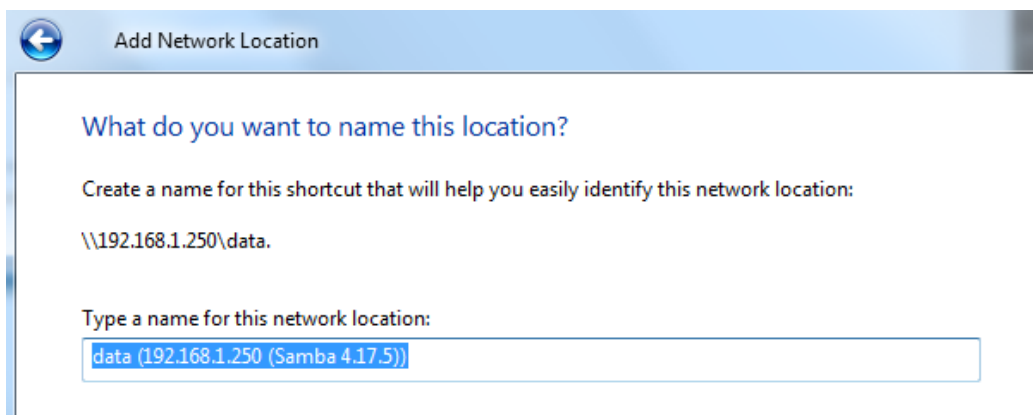 Add Network Location
What do you want to name this location?
Create a name for this shortcut that will help you easily identify this network location:
\\192.168.1.250\data.
Type a name for this network location:
data (192.168.1.250 (Samba 4.17.5))